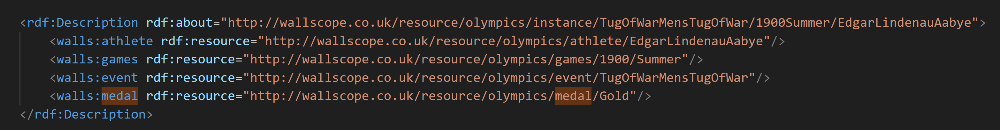 <rdf:Description rdf:about="http://wallscope.co.uk/resource/olympics/instance/TugOfWarMensTugOfWar/1900Summer/EdgarLindenauAabye">
<walls:athlete rdf:resource="http://wallscope.co.uk/resource/olympics/athlete/EdgarLindenauAabye"/>
<walls:games rdf:resource="http://wallscope.co.uk/resource/olympics/games/1900/Summer"/>
<walls:event rdf:resource="http://wallscope.co.uk/resource/olympics/event/TugOfWarMensTugOfWar"/>
<walls:medal rdf:resource="http://wallscope.co.uk/resource/olympics/medal/Gold"/>
</rdf:Description>